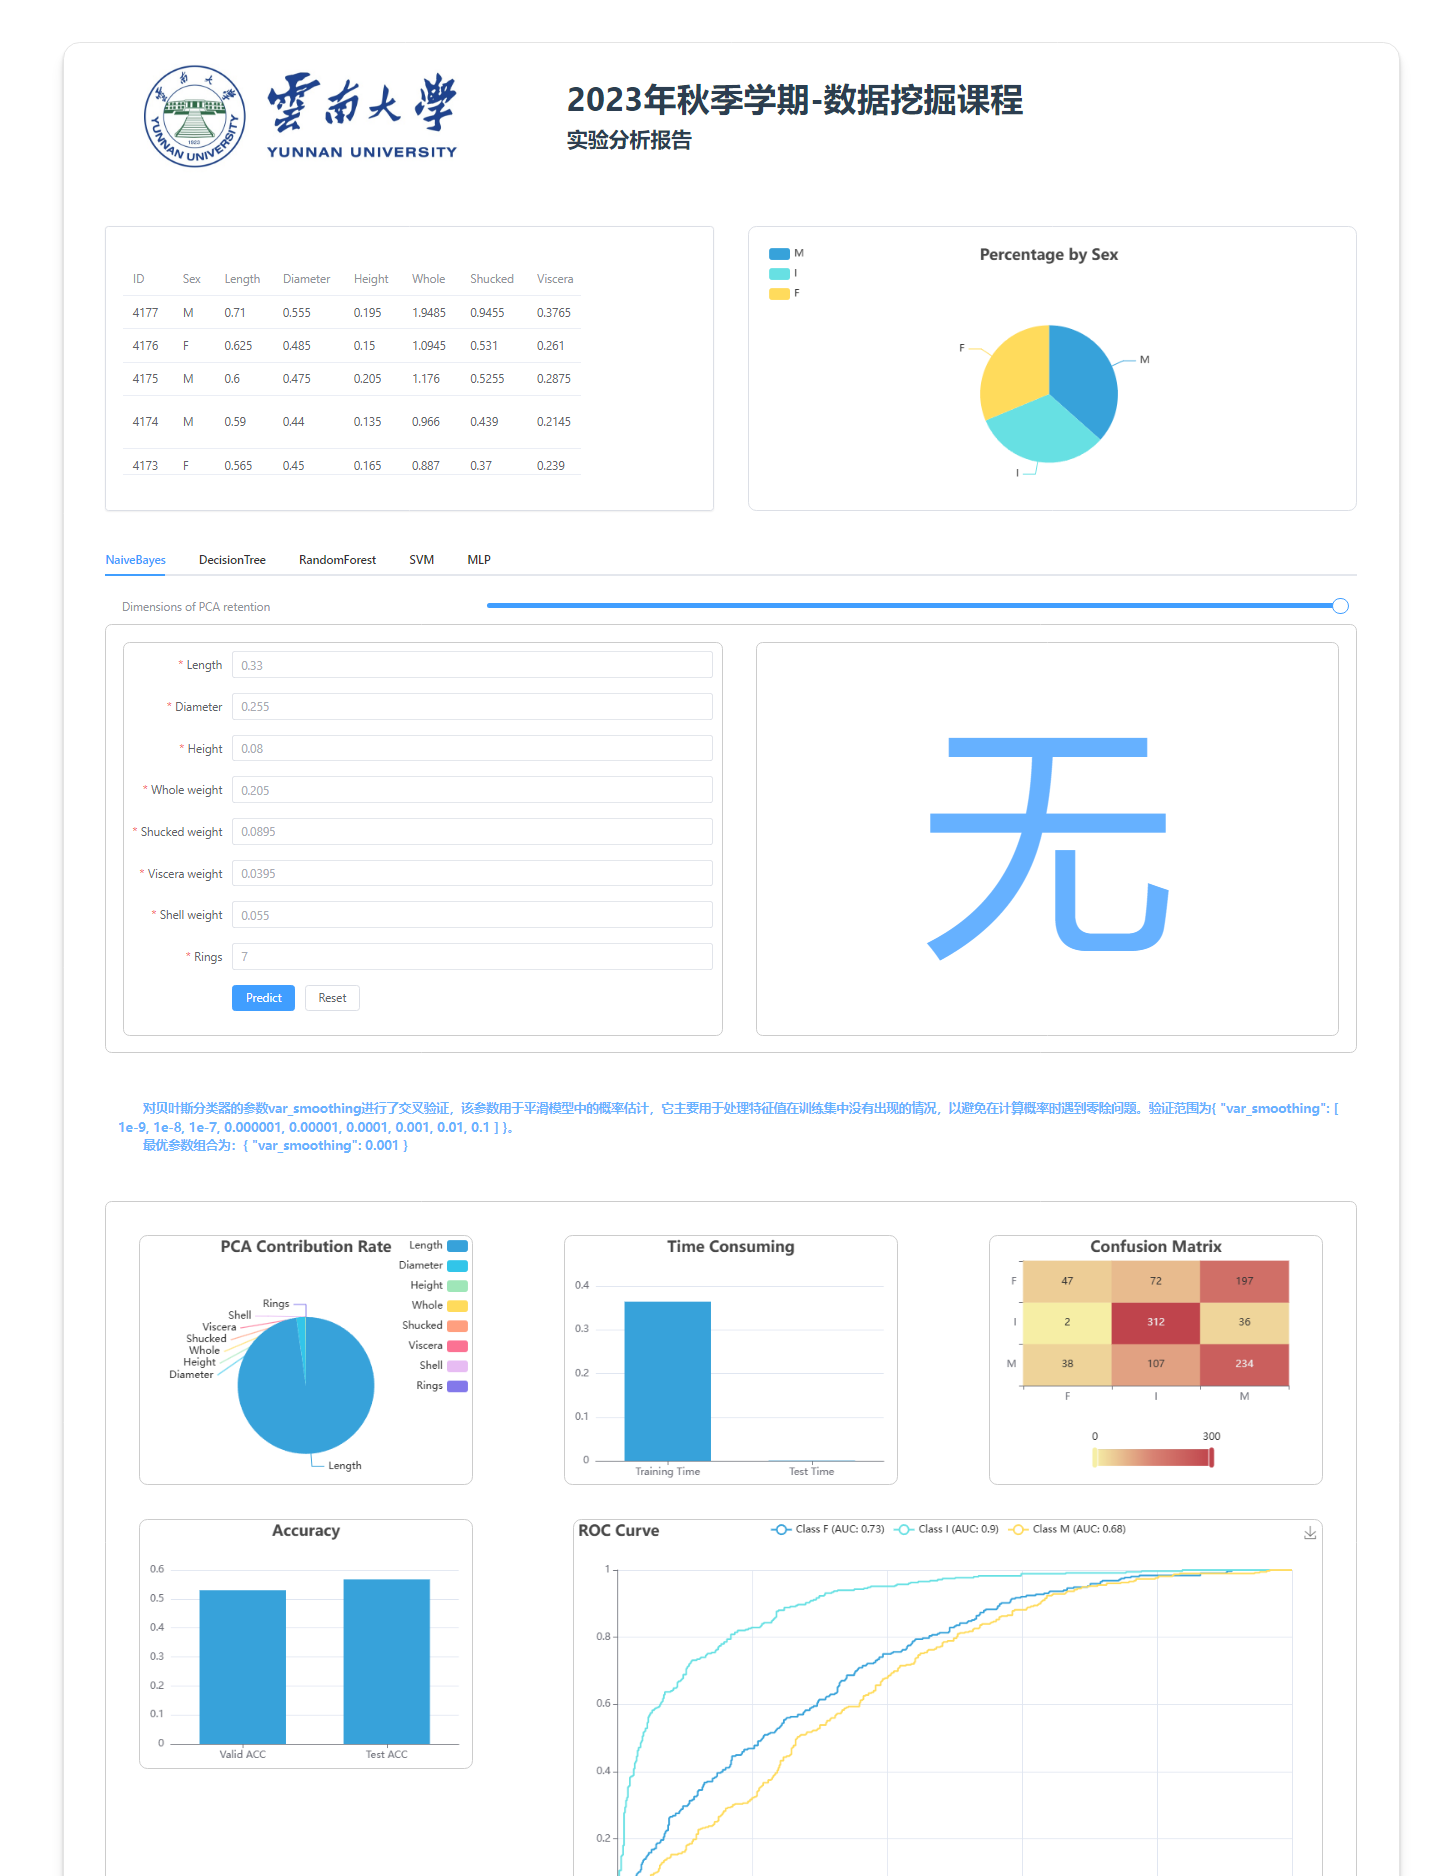 雲南大學
YUNNAN UNIVERSITY
1923
YUNNAN UNIVERSITY
2023年秋季学期-数据挖掘课程
实验分析报告
ID Sex Length Diameter Height Whole Shucked Viscera
4177 M 0.71 0.555 0.195 1.9485 0.9455 0.3765
4176 F 0.625 0.485 0.15 1.0945 0.531 0.261
4175 M 0.6 0.475 0.205 1.176 0.5255 0.2875
4174 M 0.59 0.44 0.135 0.966 0.439 0.2145
4173 F 0.565 0.45 0.165 0.887 0.37 0.239
Percentage by Sex
M
I
F
F
M
I
NaiveBayes DecisionTree RandomForest SVM MLP
Dimensions of PCA retention
* Length 0.33
* Diameter 0.255
* Height 0.08
* Whole weight 0.205
* Shucked weight 0.0895
* Viscera weight 0.0395
* Shell weight 0.055
* Rings 7
Predict Reset
无
对贝叶斯分类器的参数var_smoothing进行了交叉验证，该参数用于平滑模型中的概率估计，它主要用于处理特征值在训练集中没有出现的情况，以避免在计算概率时遇到零除问题。验证范围为{ "var_smoothing": [
1e-9, 1e-8, 1e-7, 0.000001, 0.00001, 0.0001, 0.001, 0.01, 0.1 ] }。
最优参数组合为：{ "var_smoothing": 0.001 }
PCA Contribution Rate
Length
Diameter
Height
Whole
Shucked
Viscera
Shell
Rings
Rings
Shell
Viscera
Shucked
Whole
Height
Diameter
Length
Time Consuming
0.4
0.3
0.2
0.1
0
Training Time Test Time
Confusion Matrix
F 47 72 197
I 2 312 36
M 38 107 234
F I M
0 300
Accuracy
0.6
0.5
0.4
0.3
0.2
0.1
0
Valid ACC Test ACC
ROC Curve
Class F (AUC: 0.73) Class I (AUC: 0.9) Class M (AUC: 0.68)
1
0.8
0.6
0.4
0.2